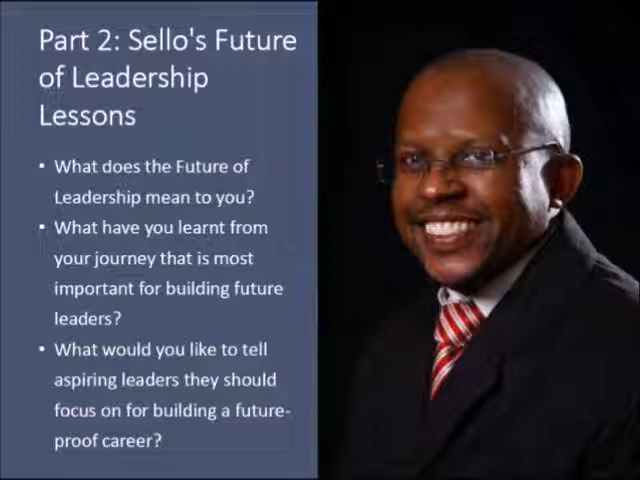 Part 2: Sello's Future
of Leadership
Lessons
• What does the Future of
Leadership mean to you?
• What have you learnt from
your journey that is most
important for building future
leaders?
• What would you like to tell
aspiring leaders they should
focus on for building a future-
proof career?